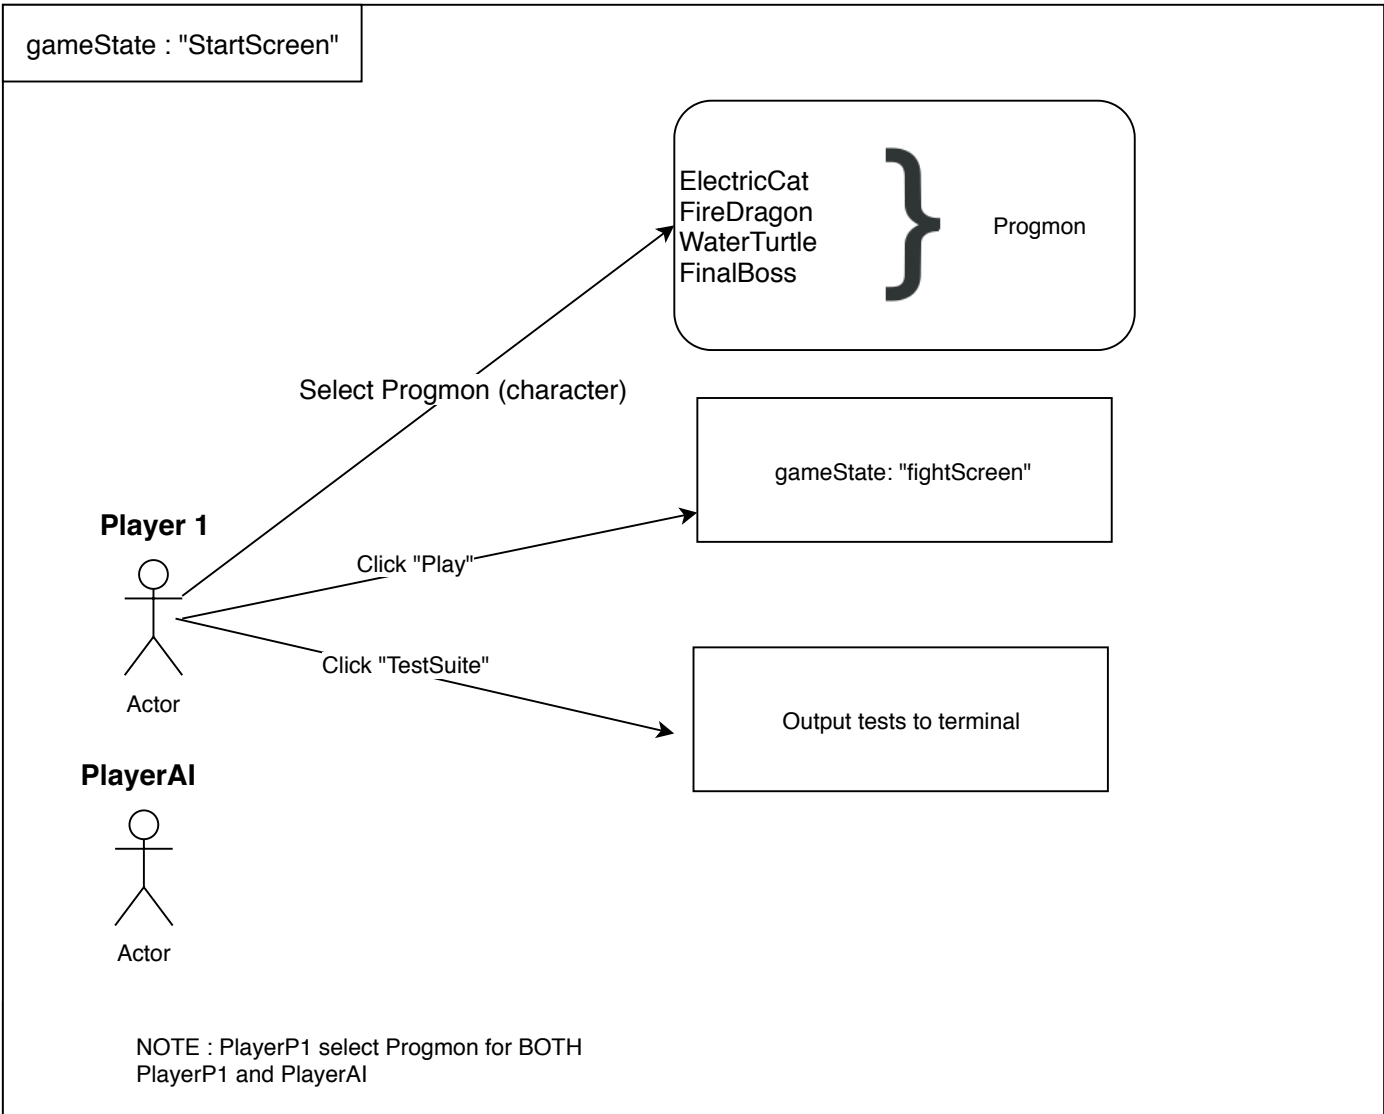 gameState : "StartScreen"
ElectricCat
FireDragon
WaterTurtle
FinalBoss
}
Progmon
Select Progmon (character)
gameState: "fightScreen"
Player 1
Click "Play"
Click "TestSuite"
Actor
Output tests to terminal
PlayerAI
Actor
NOTE : PlayerP1 select Progmon for BOTH
PlayerP1 and PlayerAI